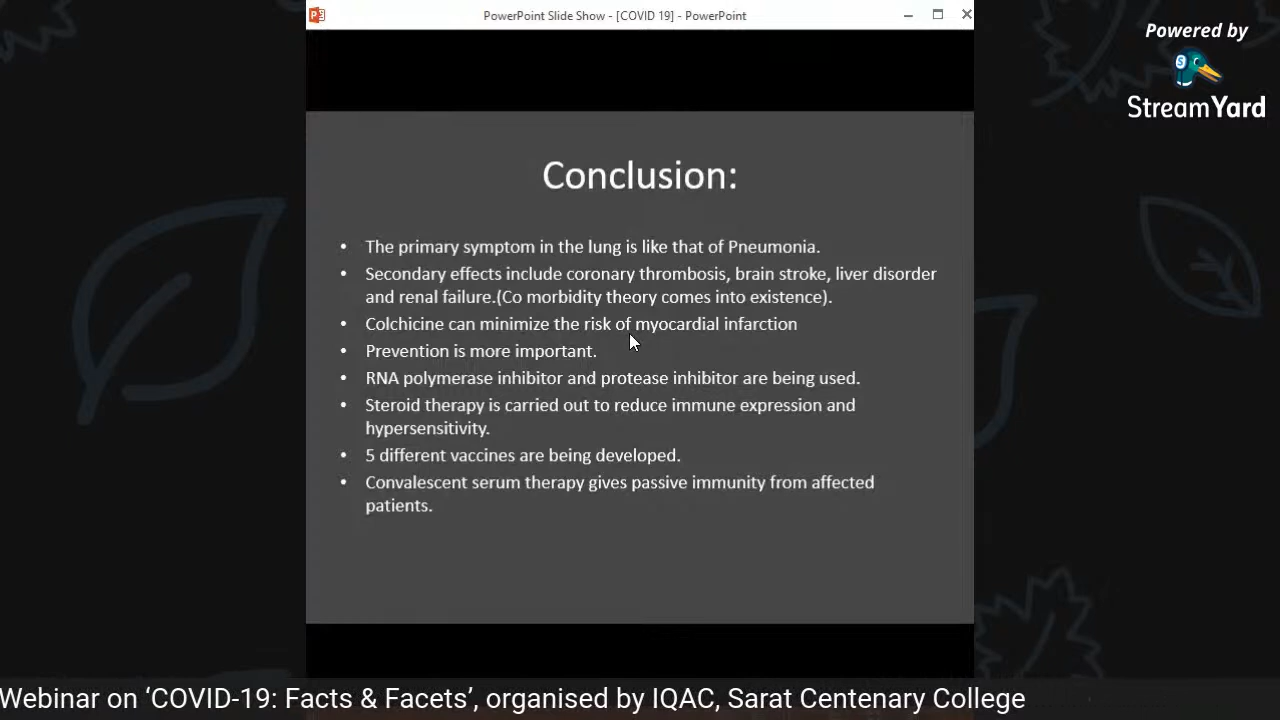 PowerPoint Slide Show - [COVID 19] - PowerPoint
Powered by
S
StreamYard
Conclusion:
• The primary symptom in the lung is like that of Pneumonia.
• Secondary effects include coronary thrombosis, brain stroke, liver disorder
and renal failure.(Co morbidity theory comes into existence).
• Colchicine can minimize the risk of myocardial infarction
• Prevention is more important.
• RNA polymerase inhibitor and protease inhibitor are being used.
• Steroid therapy is carried out to reduce immune expression and
hypersensitivity.
• 5 different vaccines are being developed.
• Convalescent serum therapy gives passive immunity from affected
patients.
Webinar on ‘COVID-19: Facts & Facets’, organised by IQAC, Sarat Centenary College